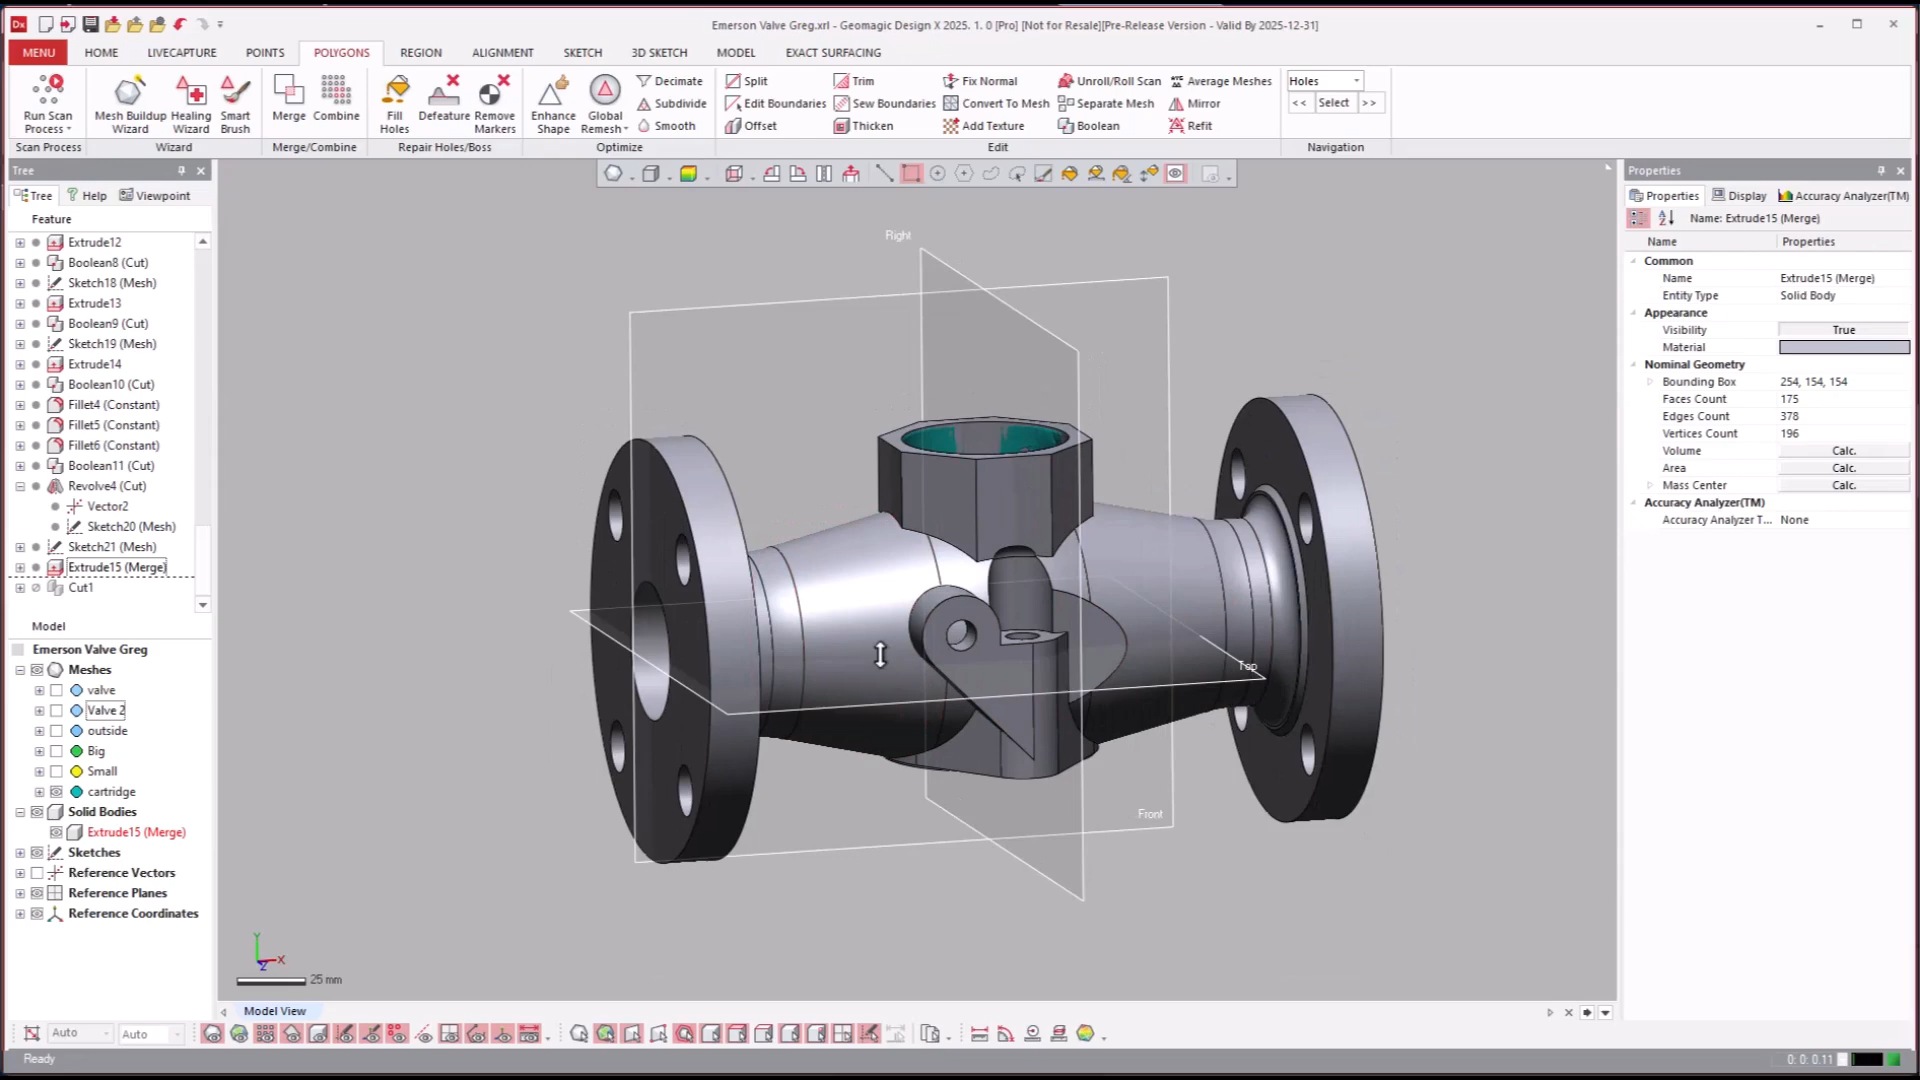 Emerson Valve Greg.xrl - Geomagic Design X 2025. 1. 0 [Pro] [Not for Resale][Pre-Release Version - Valid By 2025-12-31]
MENU HOME LIVECAPTURE POINTS POLYGONS REGION ALIGNMENT SKETCH 3D SKETCH MODEL EXACT SURFACING
Run Scan Process
Mesh Buildup Wizard
Healing Wizard
Smart Brush
Merge
Combine
Fill Holes
Defeature
Remove Markers
Enhance Shape
Global Remesh
Decimate
Subdivide
Smooth
Split Trim Fix Normal Unroll/Roll Scan Average Meshes
Edit Boundaries Sew Boundaries Convert To Mesh Separate Mesh Mirror
Offset Thicken Add Texture Boolean Refit
Holes
<< Select >>
Scan Process Wizard Merge/Combine Repair Holes/Boss Optimize Edit Navigation
Tree
Tree Help Viewpoint
Feature
Extrude12
Boolean8 (Cut)
Sketch18 (Mesh)
Extrude13
Boolean9 (Cut)
Sketch19 (Mesh)
Extrude14
Boolean10 (Cut)
Fillet4 (Constant)
Fillet5 (Constant)
Fillet6 (Constant)
Boolean11 (Cut)
Revolve4 (Cut)
Vector2
Sketch20 (Mesh)
Sketch21 (Mesh)
Extrude15 (Merge)
Cut1
Model
Emerson Valve Greg
Meshes
valve
Valve 2
outside
Big
Small
cartridge
Solid Bodies
Extrude15 (Merge)
Sketches
Reference Vectors
Reference Planes
Reference Coordinates
Right
Top
Front
Y
X
Z
25 mm
Model View
Properties
Properties Display Accuracy Analyzer(TM)
Name: Extrude15 (Merge)
Name Properties
Common
Name Extrude15 (Merge)
Entity Type Solid Body
Appearance
Visibility True
Material
Nominal Geometry
Bounding Box 254, 154, 154
Faces Count 175
Edges Count 378
Vertices Count 196
Volume Calc.
Area Calc.
Mass Center Calc.
Accuracy Analyzer(TM)
Accuracy Analyzer T... None
Auto Auto
Ready
0: 0: 0.11